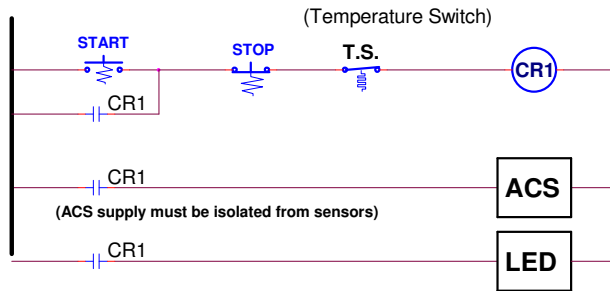 (Temperature Switch)
START
STOP
T.S.
CR1
CR1
CR1
ACS
(ACS supply must be isolated from sensors)
CR1
LED